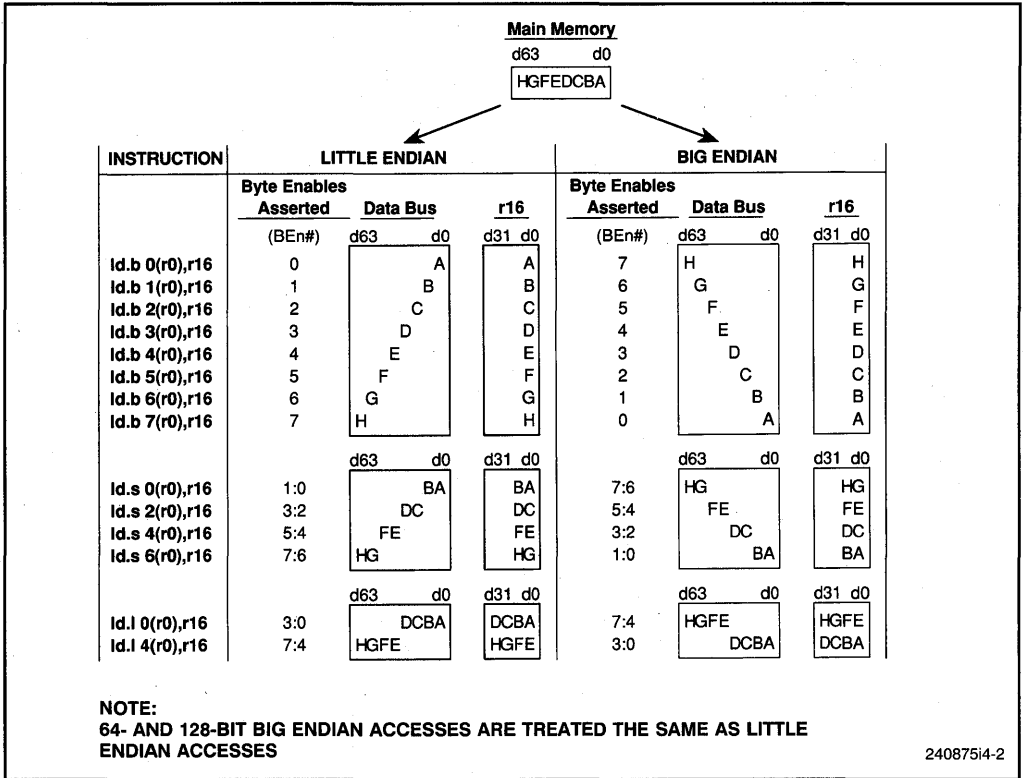 Main Memory
d63 d0
HGFEDCBA
INSTRUCTION LITTLE ENDIAN BIG ENDIAN
Byte Enables Byte Enables
Asserted Data Bus r16 Asserted Data Bus r16
(BEn#) d63 d0 d31 d0 (BEn#) d63 d0 d31 d0
ld.b 0(r0),r16 0 A A 7 H H
ld.b 1(r0),r16 1 B B 6 G G
ld.b 2(r0),r16 2 C C 5 F F
ld.b 3(r0),r16 3 D D 4 E E
ld.b 4(r0),r16 4 E E 3 D D
ld.b 5(r0),r16 5 F F 2 C C
ld.b 6(r0),r16 6 G G 1 B B
ld.b 7(r0),r16 7 H H 0 A A
d63 d0 d31 d0 d63 d0 d31 d0
ld.s 0(r0),r16 1:0 BA BA 7:6 HG HG
ld.s 2(r0),r16 3:2 DC DC 5:4 FE FE
ld.s 4(r0),r16 5:4 FE FE 3:2 DC DC
ld.s 6(r0),r16 7:6 HG HG 1:0 BA BA
d63 d0 d31 d0 d63 d0 d31 d0
ld.l 0(r0),r16 3:0 DCBA DCBA 7:4 HGFE HGFE
ld.l 4(r0),r16 7:4 HGFE HGFE 3:0 DCBA DCBA
NOTE:
64- AND 128-BIT BIG ENDIAN ACCESSES ARE TREATED THE SAME AS LITTLE
ENDIAN ACCESSES
240875i4-2